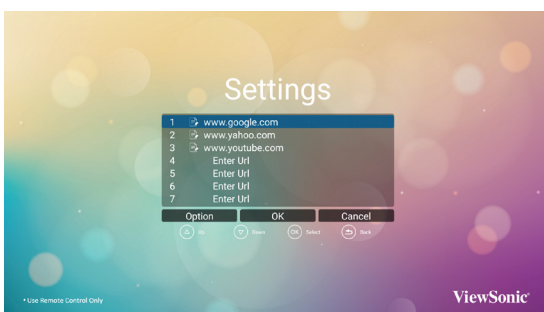 Settings
1 www.google.com
2 www.yahoo.com
3 www.youtube.com
4 Enter Url
5 Enter Url
6 Enter Url
7 Enter Url
Option OK Cancel
Down OK Select Back
* Use Remote Control Only
ViewSonic